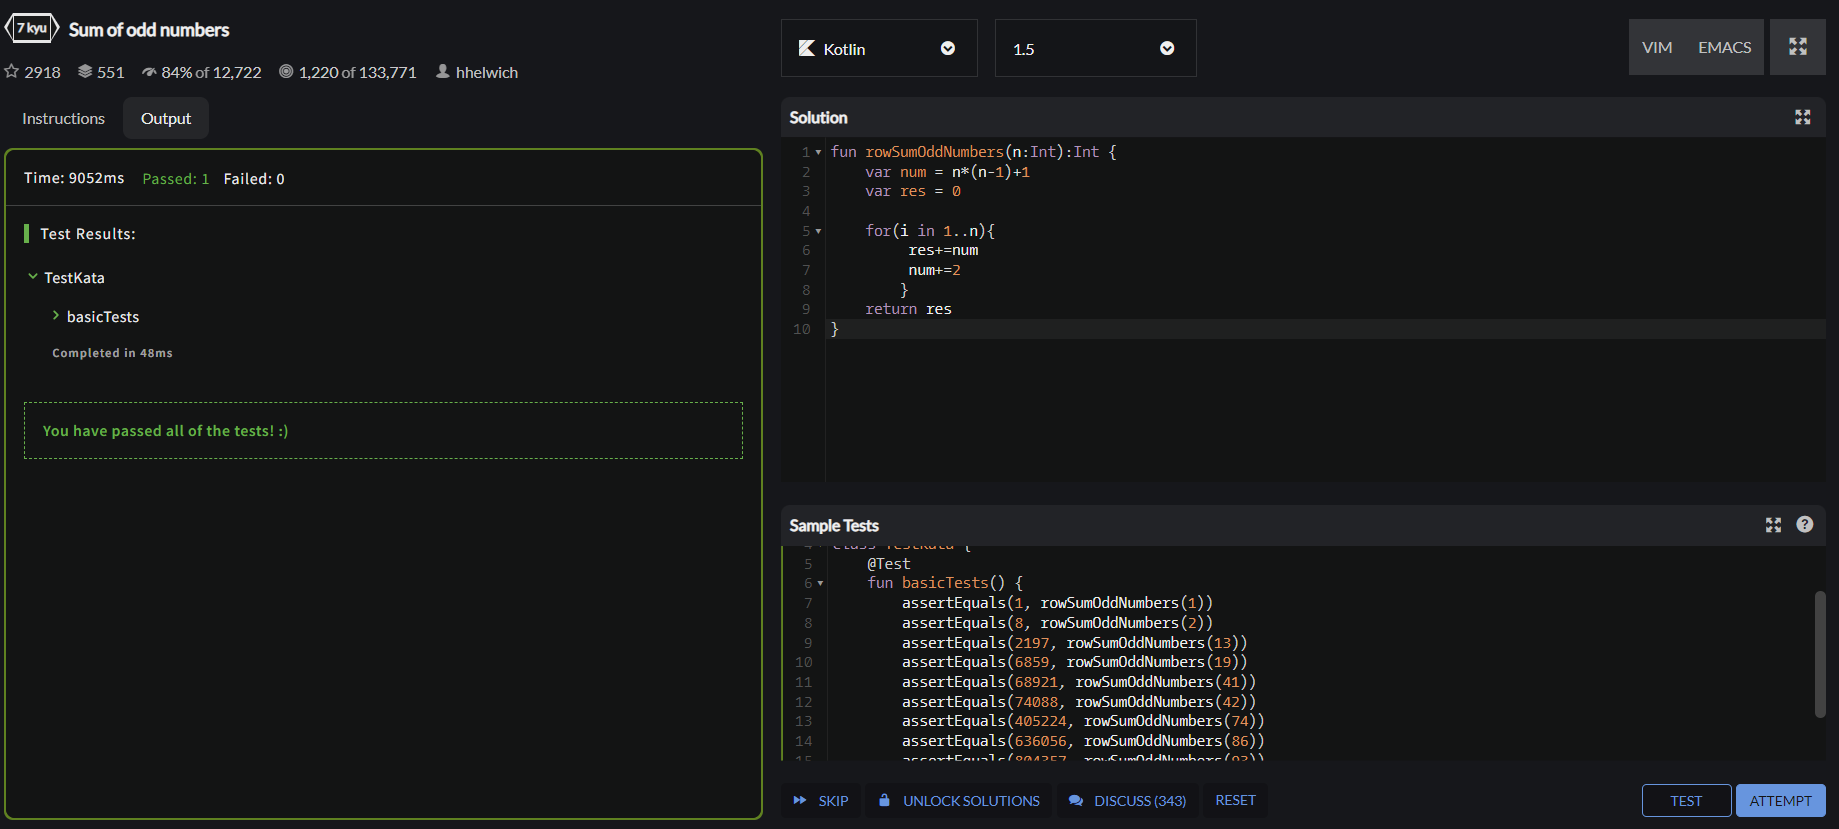 7 kyu Sum of odd numbers
2918 551 84% of 12,722 1,220 of 133,771 hhelwich
Instructions Output
Time: 9052ms Passed: 1 Failed: 0
Test Results:
TestKata
basicTests
Completed in 48ms
You have passed all of the tests! :)
Kotlin 1.5 VIM EMACS
Solution
1 fun rowSumOddNumbers(n:Int):Int {
2 var num = n*(n-1)+1
3 var res = 0
4
5 for(i in 1..n){
6 res+=num
7 num+=2
8 }
9 return res
10 }
Sample Tests
4 class TestKata {
5 @Test
6 fun basicTests() {
7 assertEquals(1, rowSumOddNumbers(1))
8 assertEquals(8, rowSumOddNumbers(2))
9 assertEquals(2197, rowSumOddNumbers(13))
10 assertEquals(6859, rowSumOddNumbers(19))
11 assertEquals(68921, rowSumOddNumbers(41))
12 assertEquals(74088, rowSumOddNumbers(42))
13 assertEquals(405224, rowSumOddNumbers(74))
14 assertEquals(636056, rowSumOddNumbers(86))
15 assertEquals(804357, rowSumOddNumbers(93))
SKIP UNLOCK SOLUTIONS DISCUSS (343) RESET TEST ATTEMPT